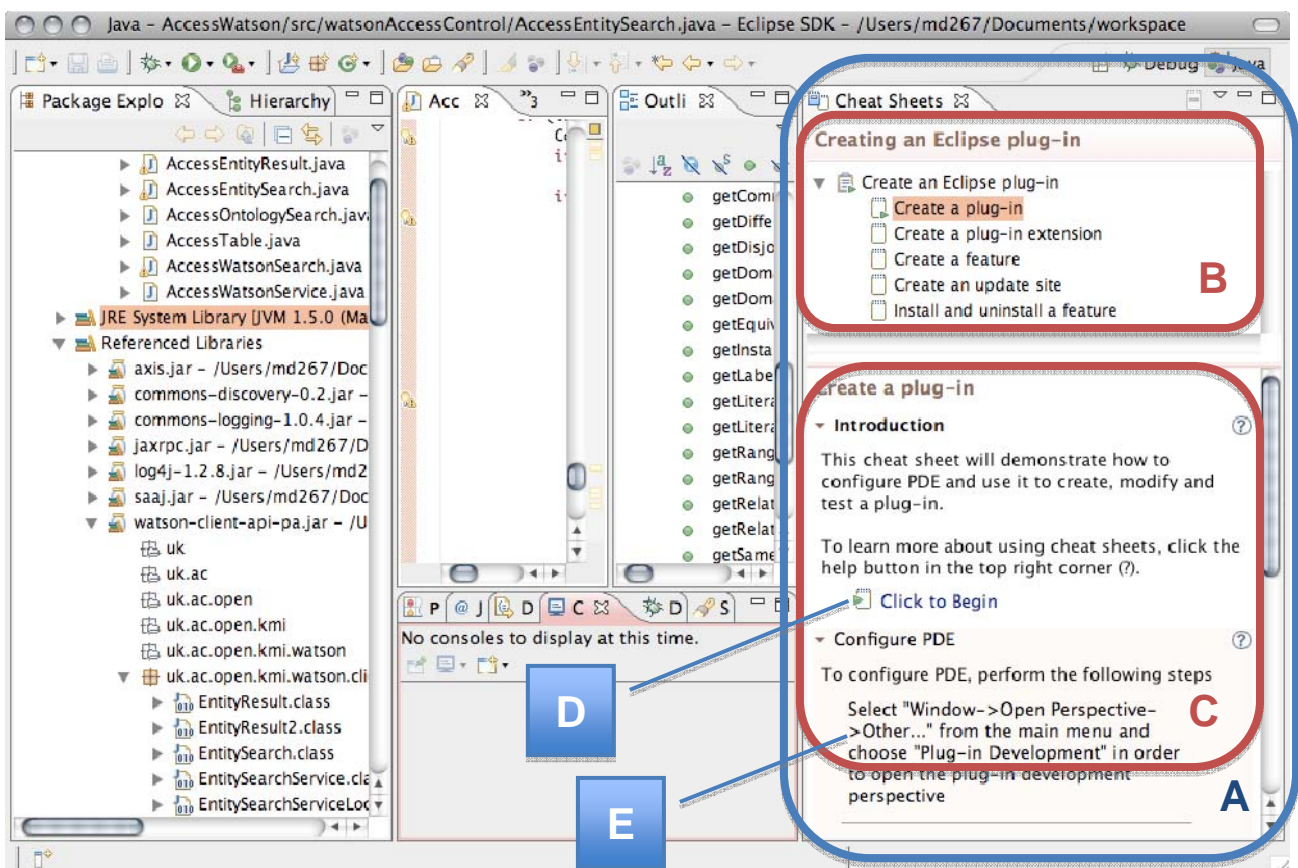 Java – AccessWatson/src/watsonAccessControl/AccessEntitySearch.java – Eclipse SDK – /Users/md267/Documents/workspace
Debug Java
Package Explo Hierarchy
AccessEntityResult.java
AccessEntitySearch.java
AccessOntologySearch.java
AccessTable.java
AccessWatsonSearch.java
AccessWatsonService.java
JRE System Library [JVM 1.5.0 (Ma
Referenced Libraries
axis.jar – /Users/md267/Doc
commons-discovery-0.2.jar –
commons-logging-1.0.4.jar –
jaxrpc.jar – /Users/md267/D
log4j-1.2.8.jar – /Users/md2
saaj.jar – /Users/md267/Doc
watson-client-api-pa.jar – /U
uk
uk.ac
uk.ac.open
uk.ac.open.kmi
uk.ac.open.kmi.watson
uk.ac.open.kmi.watson.cli
EntityResult.class
EntityResult2.class
EntitySearch.class
EntitySearchService.cla
EntitySearchServiceLoc
Acc 3
Co
i
i
Outli
getComm
getDiffe
getDisjo
getDom
getDom
getEquiv
getInsta
getLabe
getLitera
getLitera
getRang
getRang
getRelat
getRelat
getSame
P @ J D C D S
No consoles to display at this time.
D
E
Cheat Sheets
Creating an Eclipse plug-in
Create an Eclipse plug-in
Create a plug-in
Create a plug-in extension
Create a feature
Create an update site
Install and uninstall a feature
B
Create a plug-in
Introduction
This cheat sheet will demonstrate how to
configure PDE and use it to create, modify and
test a plug-in.
To learn more about using cheat sheets, click the
help button in the top right corner (?).
Click to Begin
Configure PDE
To configure PDE, perform the following steps
Select "Window->Open Perspective-
>Other..." from the main menu and
choose "Plug-in Development" in order
to open the plug-in development
perspective
C
A